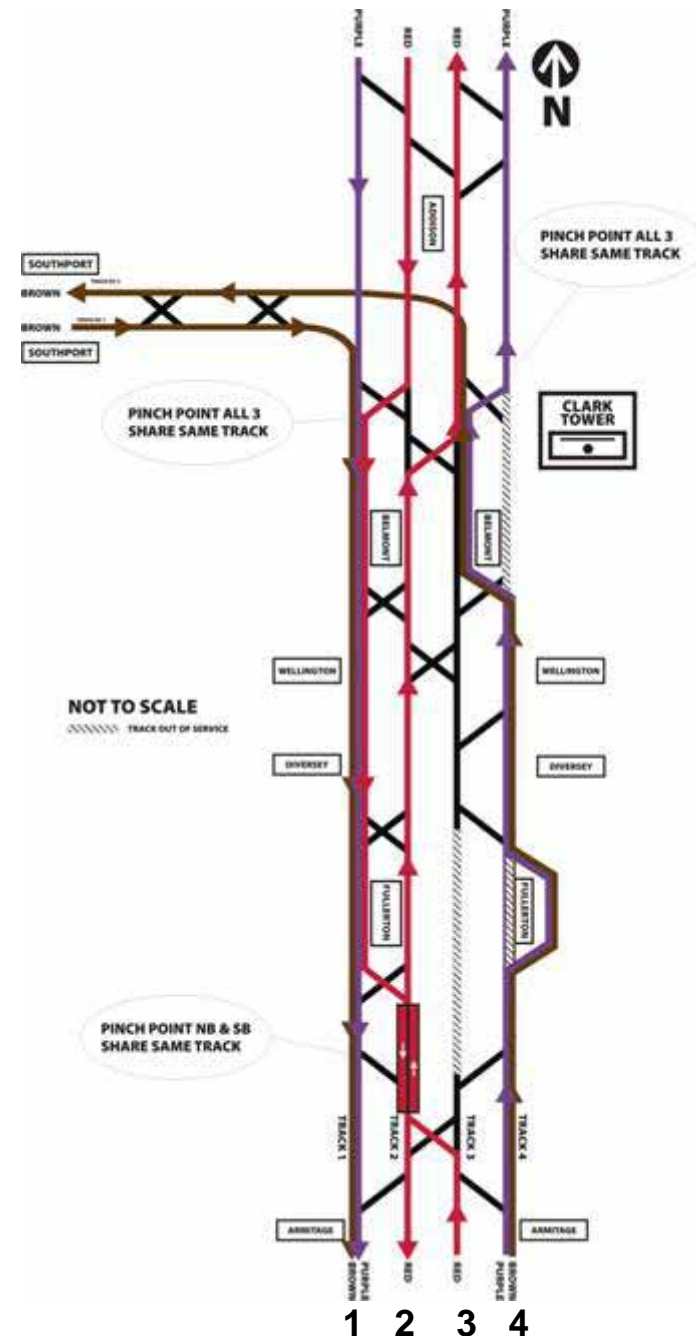 PURPLE
RED
RED
PURPLE
N
ADDISON
PINCH POINT ALL 3
SHARE SAME TRACK
SOUTHPORT
BROWN
BROWN
SOUTHPORT
PINCH POINT ALL 3
SHARE SAME TRACK
CLARK
TOWER
BELMONT
BELMONT
WELLINGTON
WELLINGTON
NOT TO SCALE
TRACK OUT OF SERVICE
DIVERSEY
DIVERSEY
FULLERTON
FULLERTON
PINCH POINT NB & SB
SHARE SAME TRACK
TRACK 1
TRACK 2
TRACK 3
TRACK 4
ARMITAGE
ARMITAGE
BROWN
PURPLE
RED
RED
PURPLE
BROWN
1 2 3 4